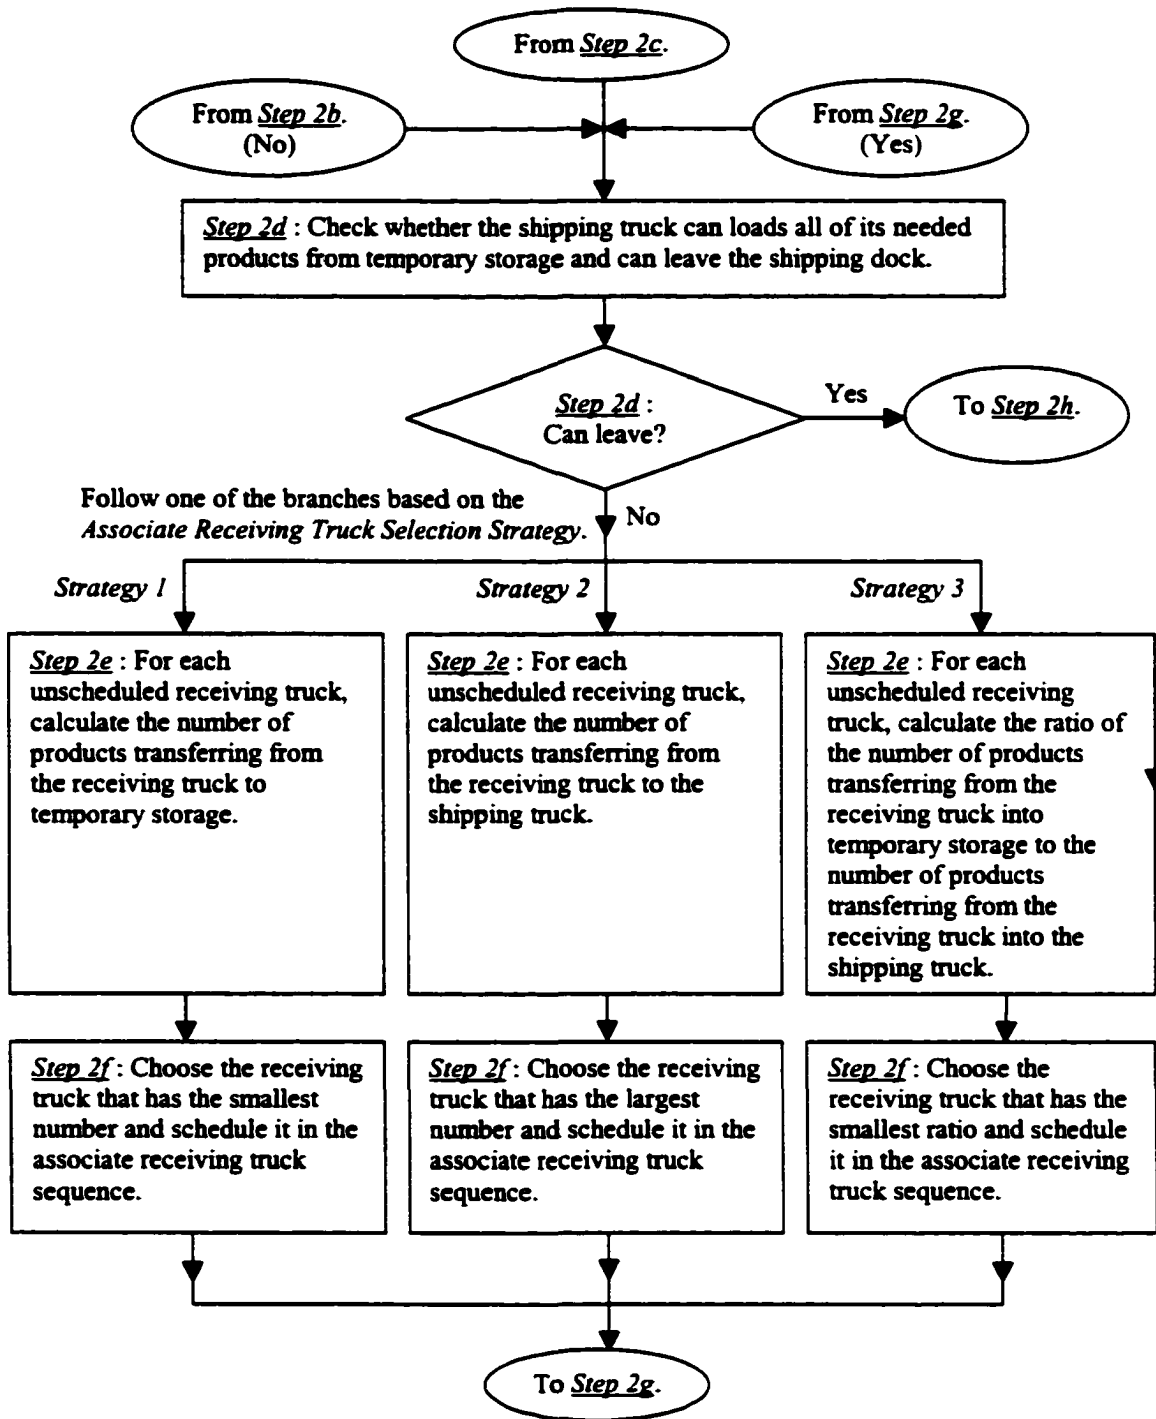 From Step 2c.
From Step 2b.
(No)
From Step 2g.
(Yes)
Step 2d : Check whether the shipping truck can loads all of its needed
products from temporary storage and can leave the shipping dock.
Step 2d :
Can leave?
Yes
To Step 2h.
Follow one of the branches based on the
Associate Receiving Truck Selection Strategy.
No
Strategy 1
Strategy 2
Strategy 3
Step 2e : For each
unscheduled receiving truck,
calculate the number of
products transferring from
the receiving truck to
temporary storage.
Step 2e : For each
unscheduled receiving truck,
calculate the number of
products transferring from
the receiving truck to the
shipping truck.
Step 2e : For each
unscheduled receiving
truck, calculate the ratio of
the number of products
transferring from the
receiving truck into
temporary storage to the
number of products
transferring from the
receiving truck into the
shipping truck.
Step 2f : Choose the receiving
truck that has the smallest
number and schedule it in the
associate receiving truck
sequence.
Step 2f : Choose the receiving
truck that has the largest
number and schedule it in the
associate receiving truck
sequence.
Step 2f : Choose the
receiving truck that has the
smallest ratio and schedule
it in the associate receiving
truck sequence.
To Step 2g.